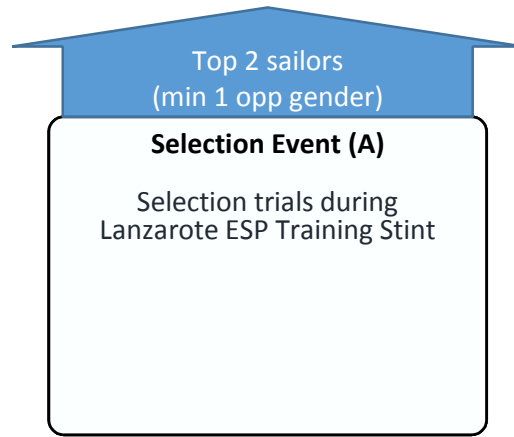 Top 2 sailors
(min 1 opp gender)
Selection Event (A)
Selection trials during
Lanzarote ESP Training Stint